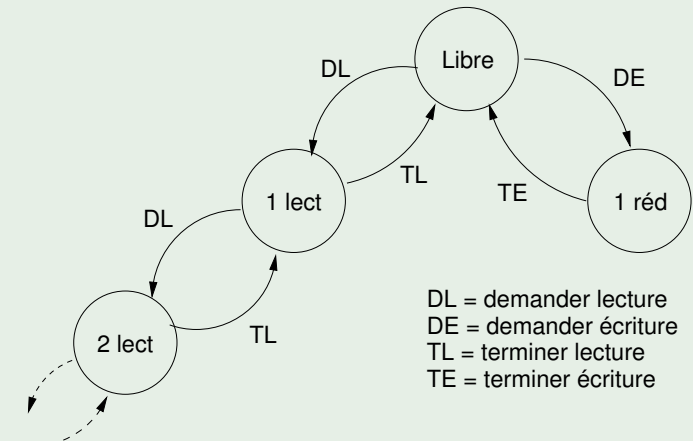 Libre
DL
DE
TL
TE
1 lect
1 réd
DL
TL
2 lect
DL = demander lecture
DE = demander écriture
TL = terminer lecture
TE = terminer écriture